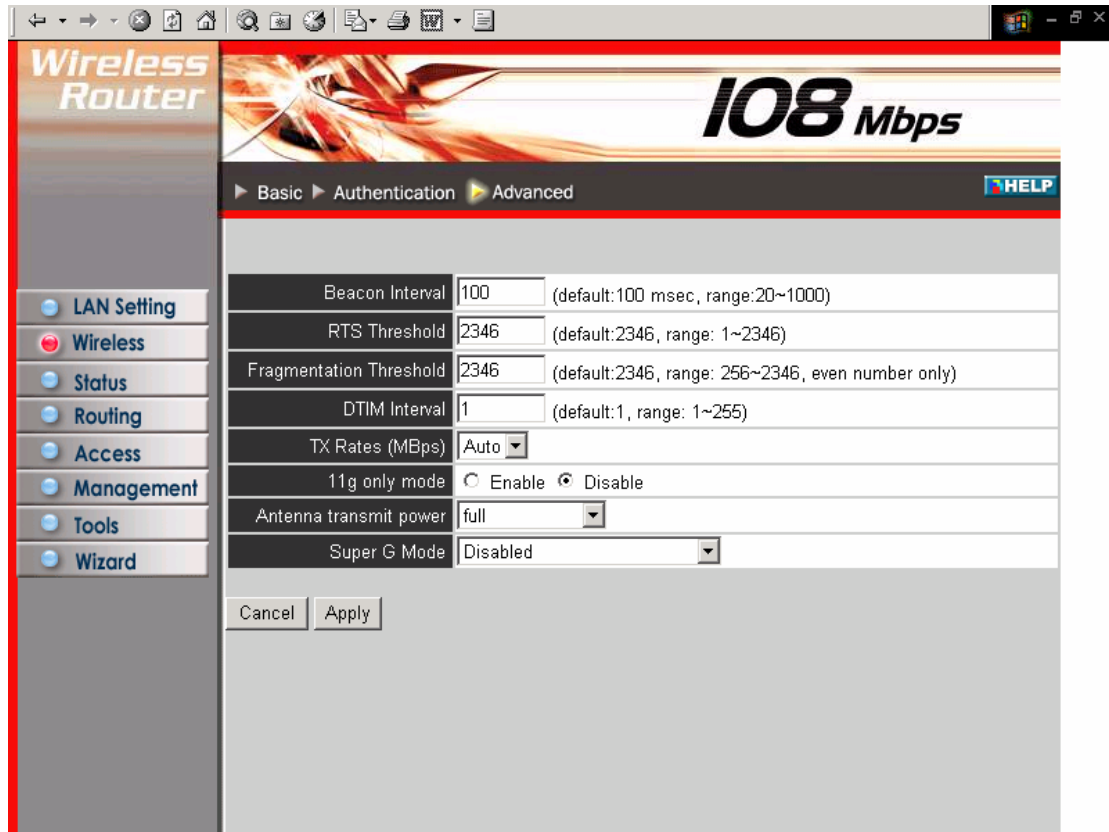 Wireless
Router
108 Mbps
Basic Authentication Advanced
HELP
LAN Setting
Wireless
Status
Routing
Access
Management
Tools
Wizard
Beacon Interval 100 (default:100 msec, range:20~1000)
RTS Threshold 2346 (default:2346, range: 1~2346)
Fragmentation Threshold 2346 (default:2346, range: 256~2346, even number only)
DTIM Interval 1 (default:1, range: 1~255)
TX Rates (MBps) Auto
11g only mode Enable Disable
Antenna transmit power full
Super G Mode Disabled
Cancel Apply